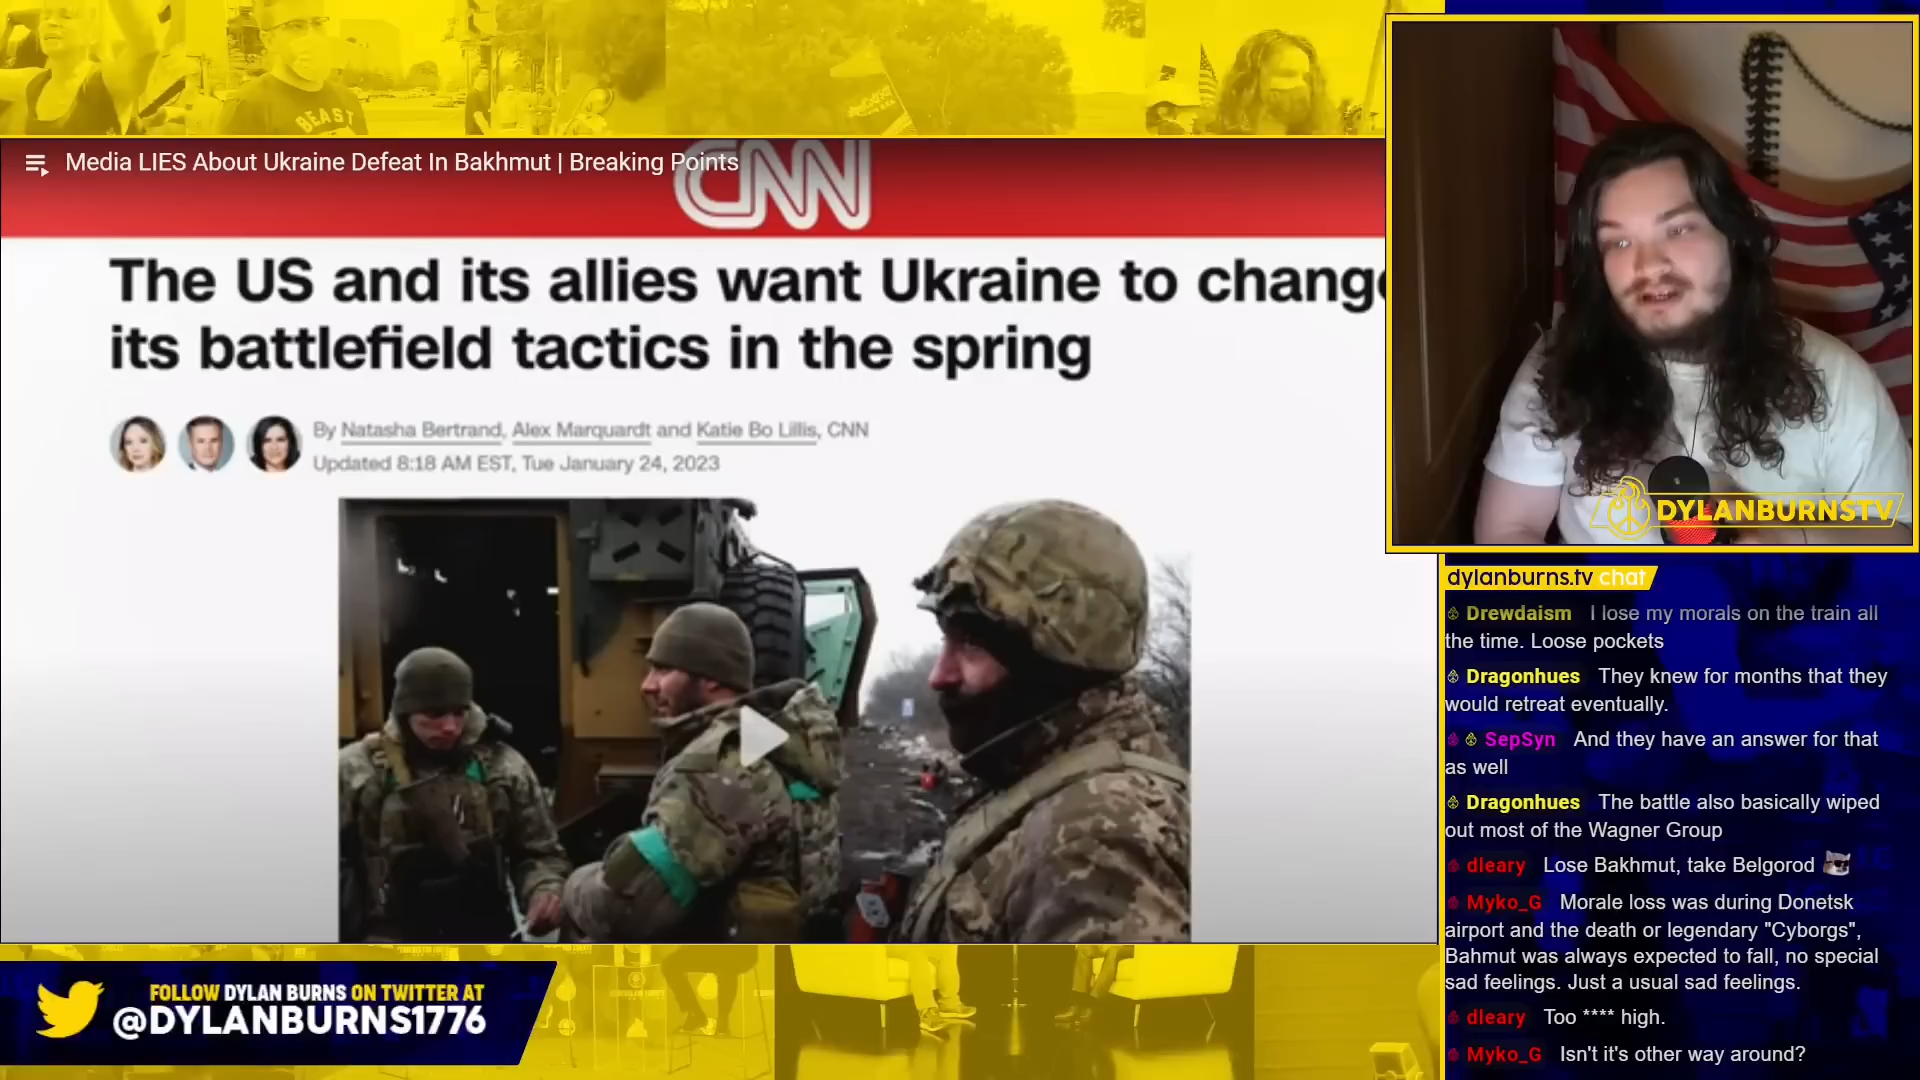 BEAST
Media LIES About Ukraine Defeat In Bakhmut | Breaking Points
CNN
The US and its allies want Ukraine to change
its battlefield tactics in the spring
By Natasha Bertrand, Alex Marquardt and Katie Bo Lillis, CNN
Updated 8:18 AM EST, Tue January 24, 2023
DYLANBURNSTV
dylanburns.tv chat
Drewdaism I lose my morals on the train all
the time. Loose pockets
Dragonhues They knew for months that they
would retreat eventually.
SepSyn And they have an answer for that
as well
Dragonhues The battle also basically wiped
out most of the Wagner Group
dleary Lose Bakhmut, take Belgorod
Myko_G Morale loss was during Donetsk
airport and the death or legendary "Cyborgs",
Bahmut was always expected to fall, no special
sad feelings. Just a usual sad feelings.
dleary Too **** high.
Myko_G Isn't it's other way around?
FOLLOW DYLAN BURNS ON TWITTER AT
@DYLANBURNS1776